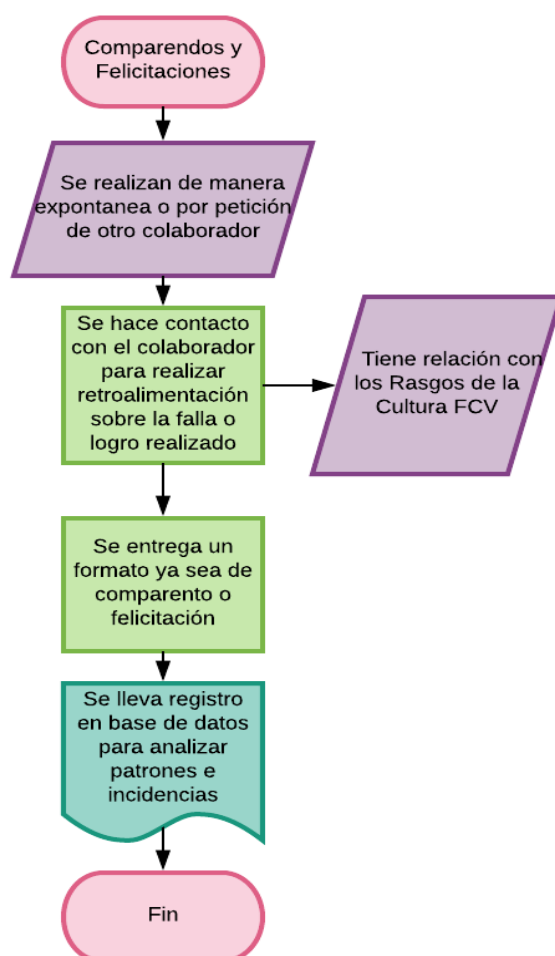 Comparendos y
Felicitaciones
Se realizan de manera
expontanea o por petición
de otro colaborador
Se hace contacto
con el colaborador
para realizar
retroalimentación
sobre la falla o
logro realizado
Tiene relación con
los Rasgos de la
Cultura FCV
Se entrega un
formato ya sea de
comparento o
felicitación
Se lleva registro
en base de datos
para analizar
patrones e
incidencias
Fin